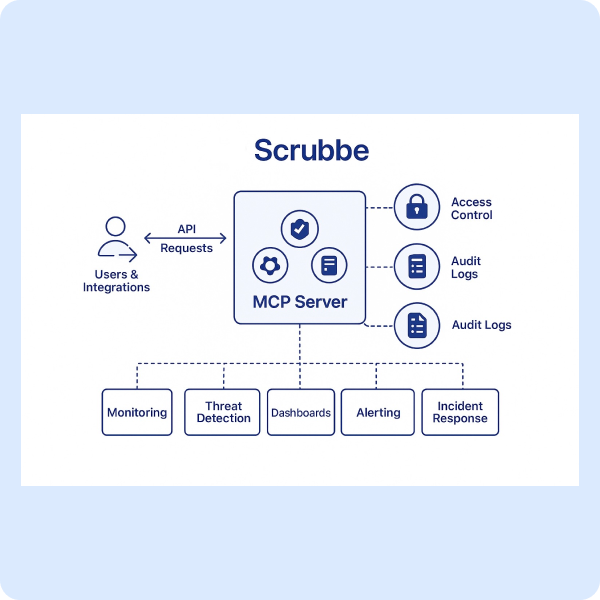 Scrubbe
API
Requests
Users &
Integrations
MCP Server
Access
Control
Audit
Logs
Audit Logs
Monitoring
Threat
Detection
Dashboards
Alerting
Incident
Response